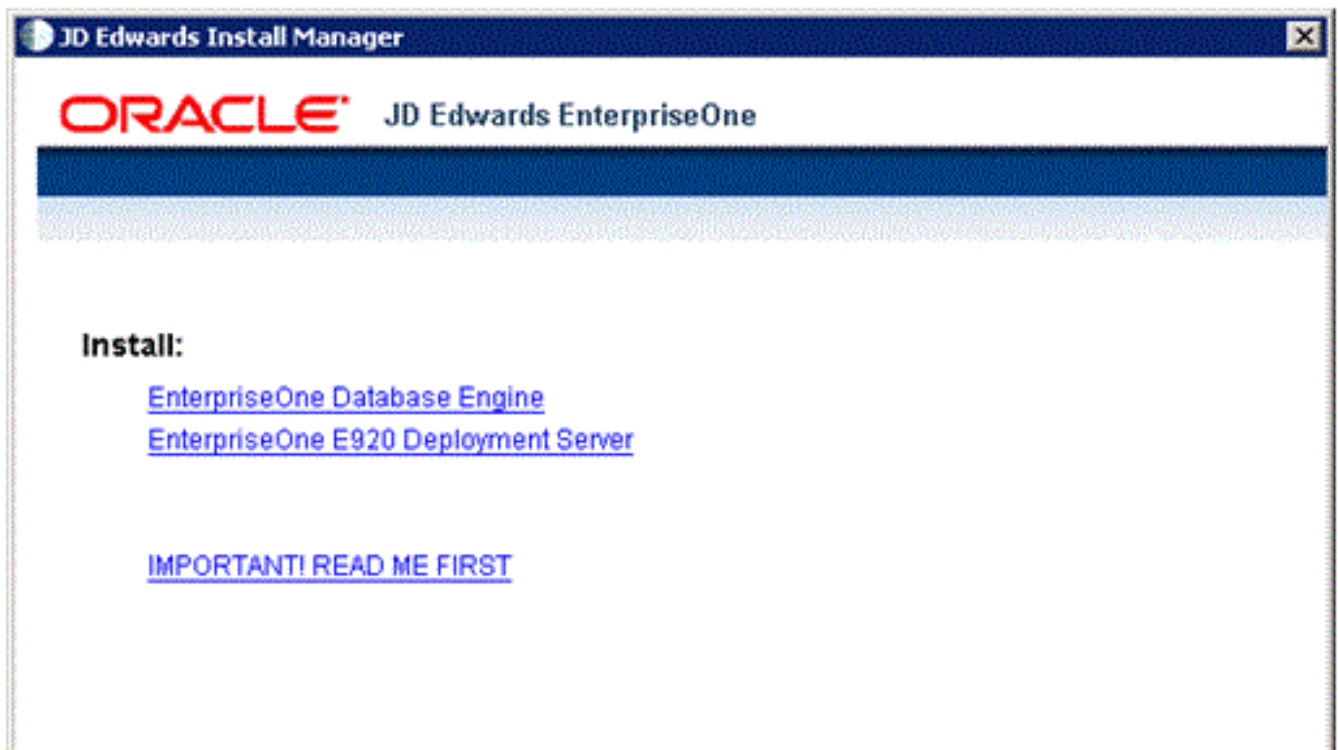 JD Edwards Install Manager
ORACLE JD Edwards EnterpriseOne
Install:
EnterpriseOne Database Engine
EnterpriseOne E920 Deployment Server
IMPORTANT! READ ME FIRST